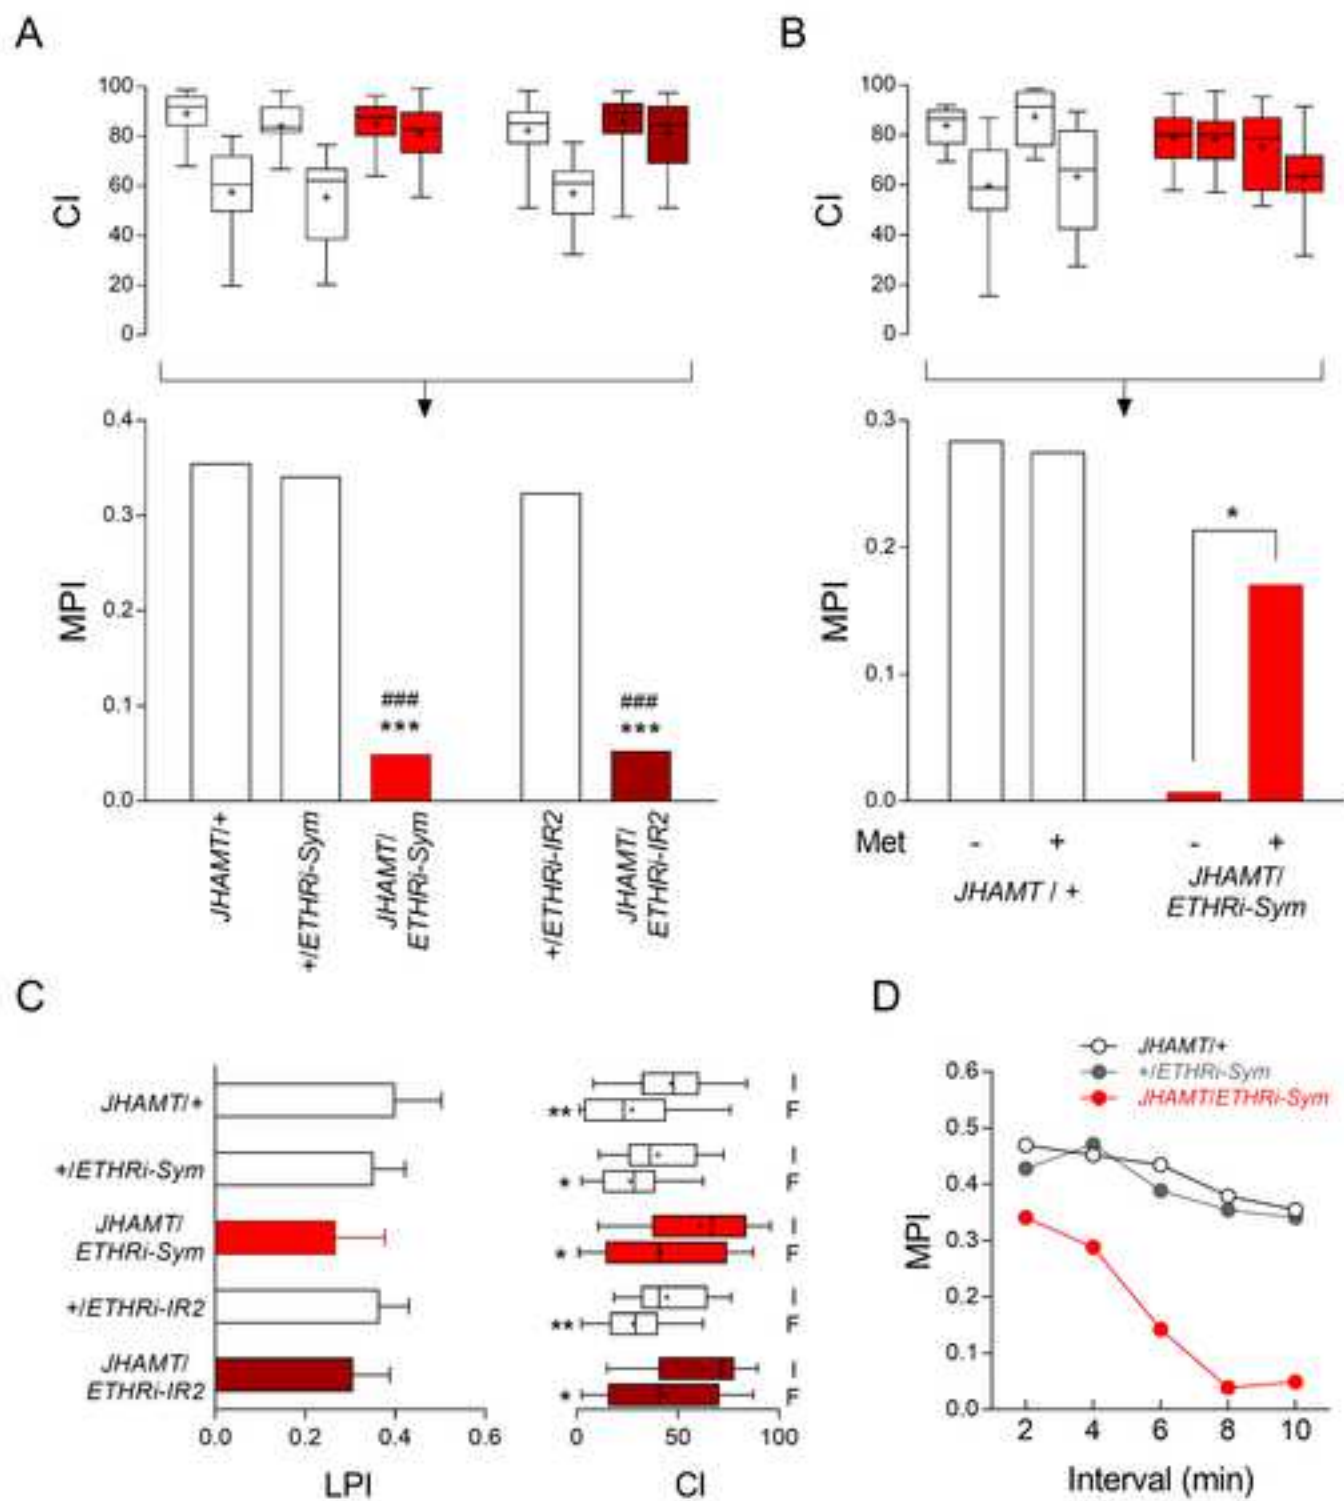 A
B
100
80
60
40
20
0
CI
100
80
60
40
20
0
CI
0.4
0.3
0.2
0.1
0.0
MPI
###
***
###
***
JHAMT/+
+/ETHRi-Sym
JHAMT/
ETHRi-Sym
+/ETHRi-IR2
JHAMT/
ETHRi-IR2
0.3
0.2
0.1
0.0
MPI
*
Met
-
+
-
+
JHAMT / +
JHAMT/
ETHRi-Sym
C
D
JHAMT/+
+/ETHRi-Sym
JHAMT/
ETHRi-Sym
+/ETHRi-IR2
JHAMT/
ETHRi-IR2
0.0
0.2
0.4
0.6
LPI
I
** F
I
* F
I
* F
I
** F
I
* F
0
50
100
CI
JHAMT/+
+/ETHRi-Sym
JHAMT/ETHRi-Sym
0.6
0.5
0.4
0.3
0.2
0.1
0.0
MPI
2
4
6
8
10
Interval (min)